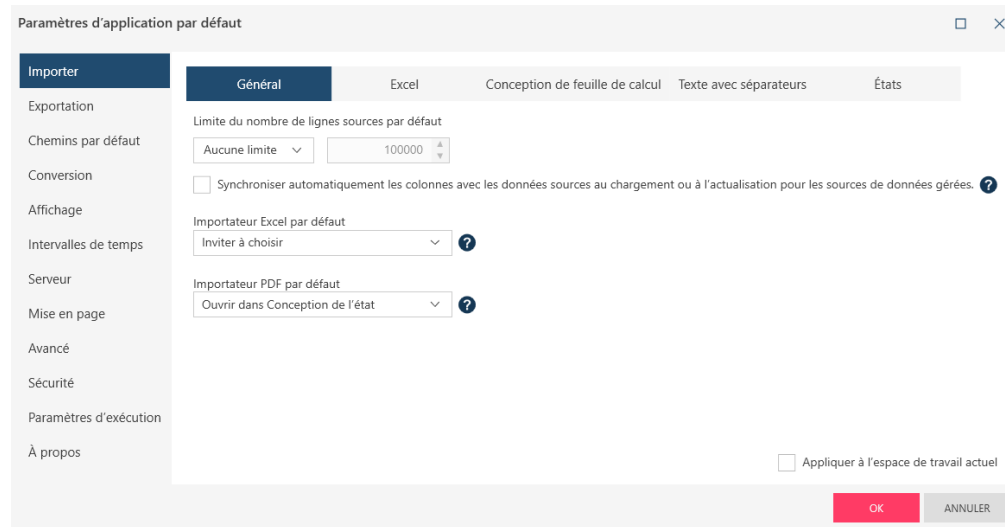 Paramètres d'application par défaut
Importer
Exportation
Chemins par défaut
Conversion
Affichage
Intervalles de temps
Serveur
Mise en page
Avancé
Sécurité
Paramètres d'exécution
À propos
Général Excel Conception de feuille de calcul Texte avec séparateurs États
Limite du nombre de lignes sources par défaut
Aucune limite 100000
Synchroniser automatiquement les colonnes avec les données sources au chargement ou à l'actualisation pour les sources de données gérées. ?
Importateur Excel par défaut
Inviter à choisir ?
Importateur PDF par défaut
Ouvrir dans Conception de l'état ?
Appliquer à l'espace de travail actuel
OK ANNULER